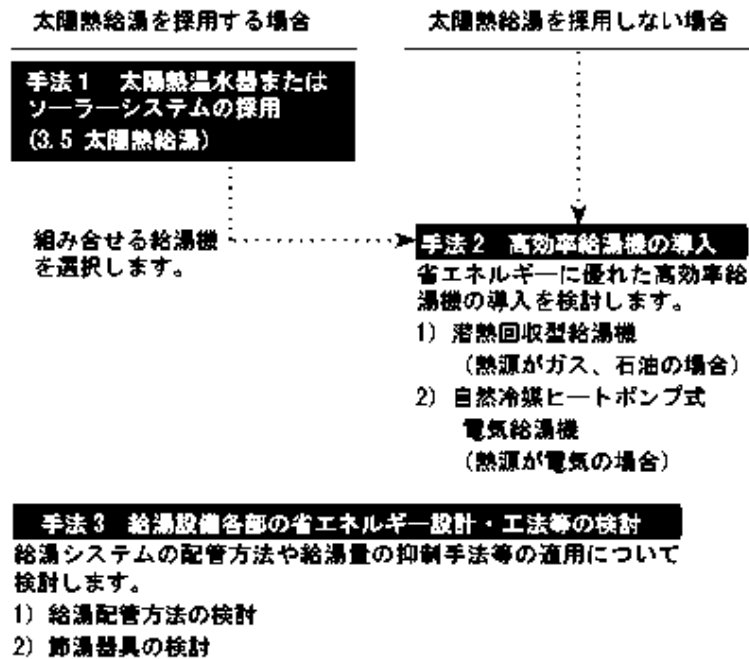 太陽熱給湯を採用する場合
太陽熱給湯を採用しない場合
手法1 太陽熱温水器または
ソーラーシステムの採用
(3.5 太陽熱給湯)
組み合せる給湯機
を選択します。
手法2 高効率給湯機の導入
省エネルギーに優れた高効率給
湯機の導入を検討します。
1) 潜熱回収型給湯機
(熱源がガス、石油の場合)
2) 自然冷媒ヒートポンプ式
電気給湯機
(熱源が電気の場合)
手法3 給湯設備各部の省エネルギー設計・工法等の検討
給湯システムの配管方法や給湯量の抑制手法等の適用について
検討します。
1) 給湯配管方法の検討
2) 節湯器具の検討